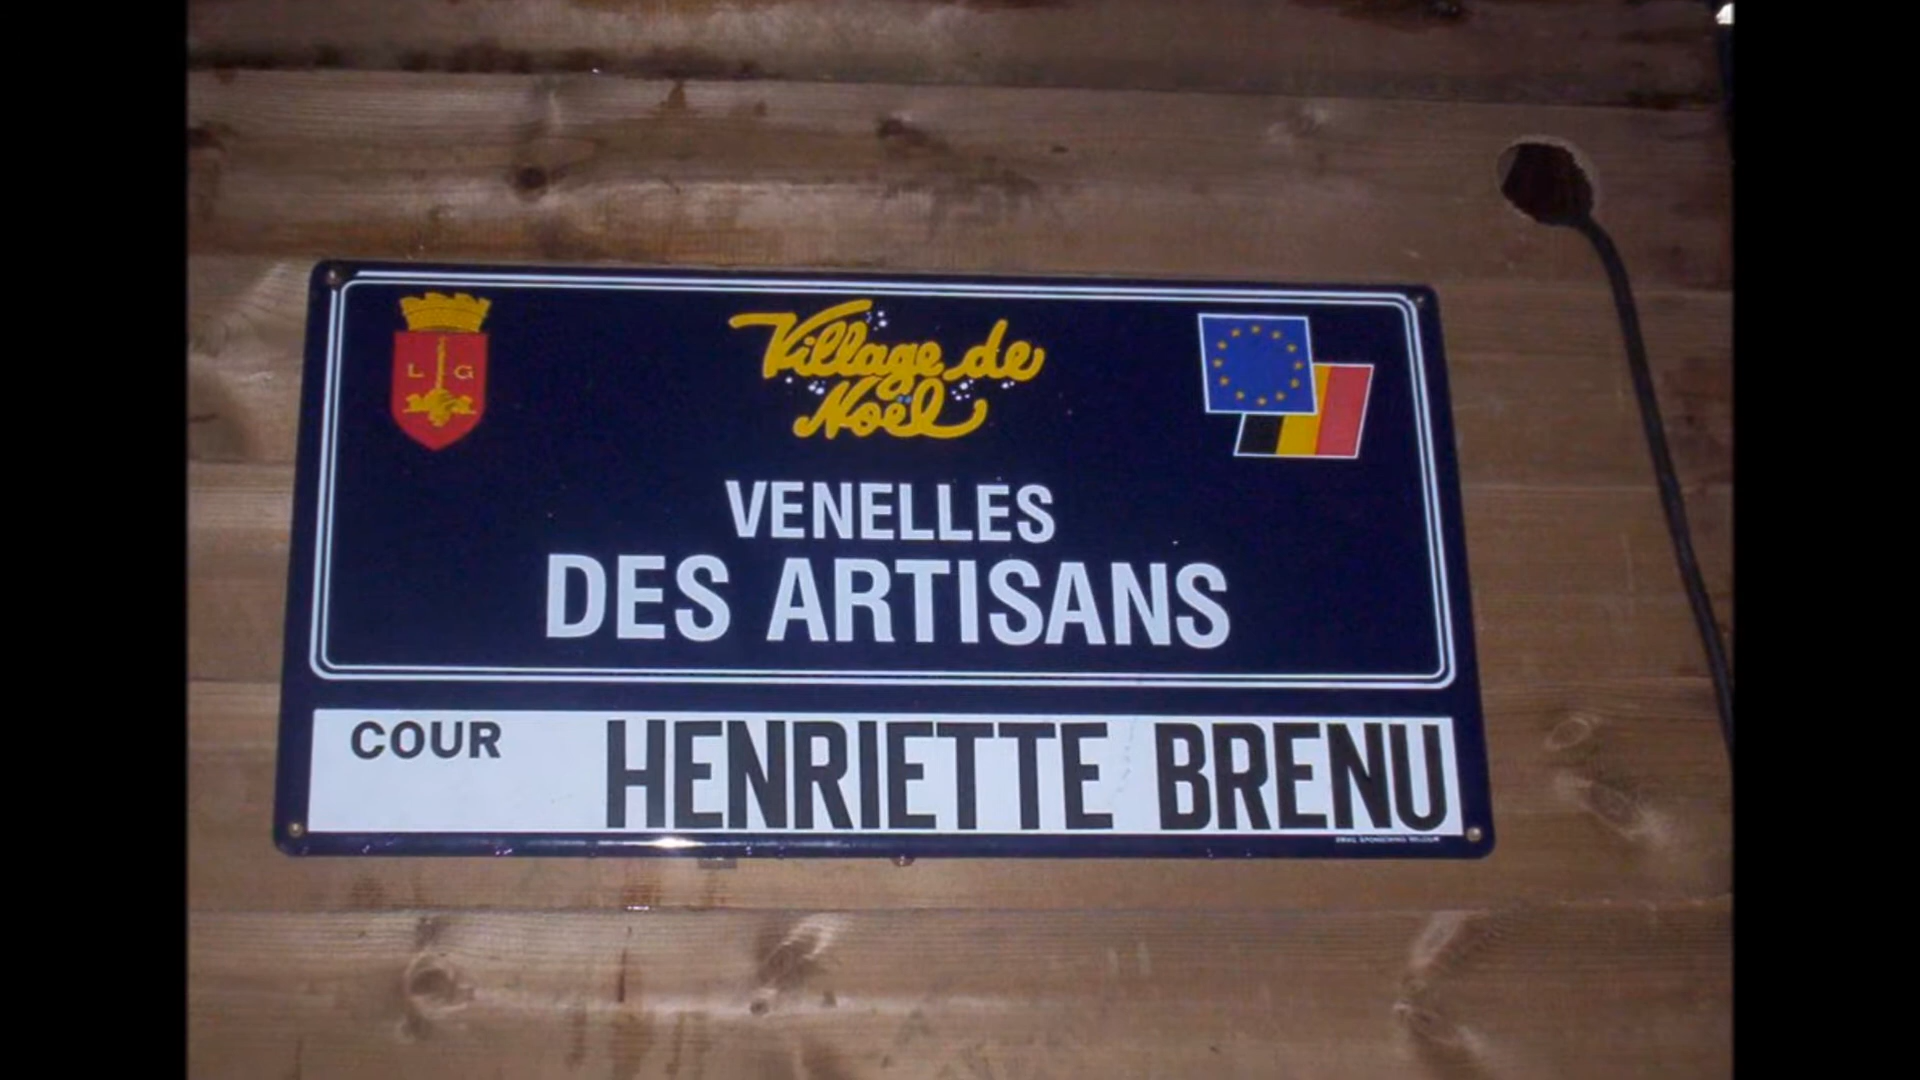 L G
Village de
Noël
VENELLES
DES ARTISANS
COUR HENRIETTE BRENU